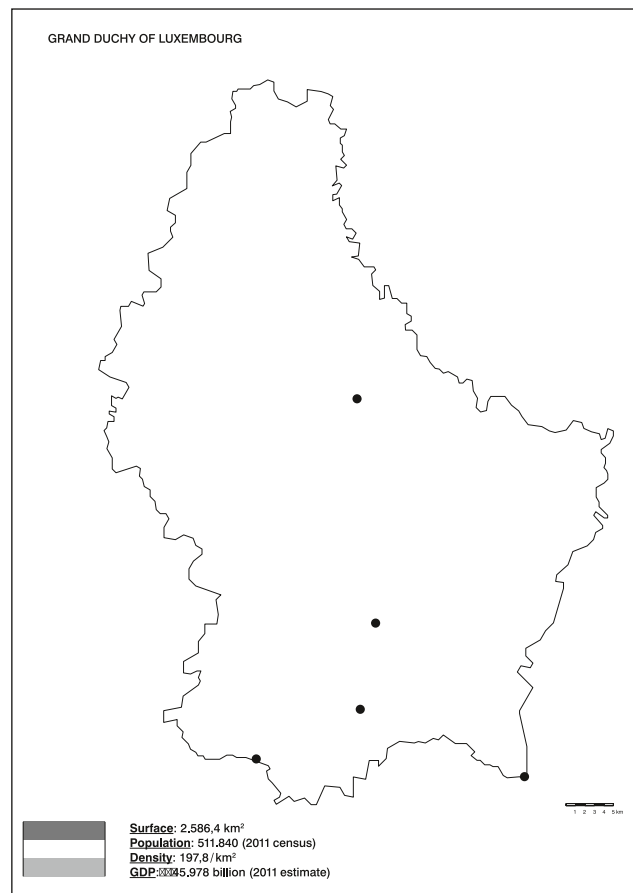 GRAND DUCHY OF LUXEMBOURG
1 2 3 4 5 km
Surface: 2.586,4 km²
Population: 511.840 (2011 census)
Density: 197,8/km²
GDP: 45,978 billion (2011 estimate)